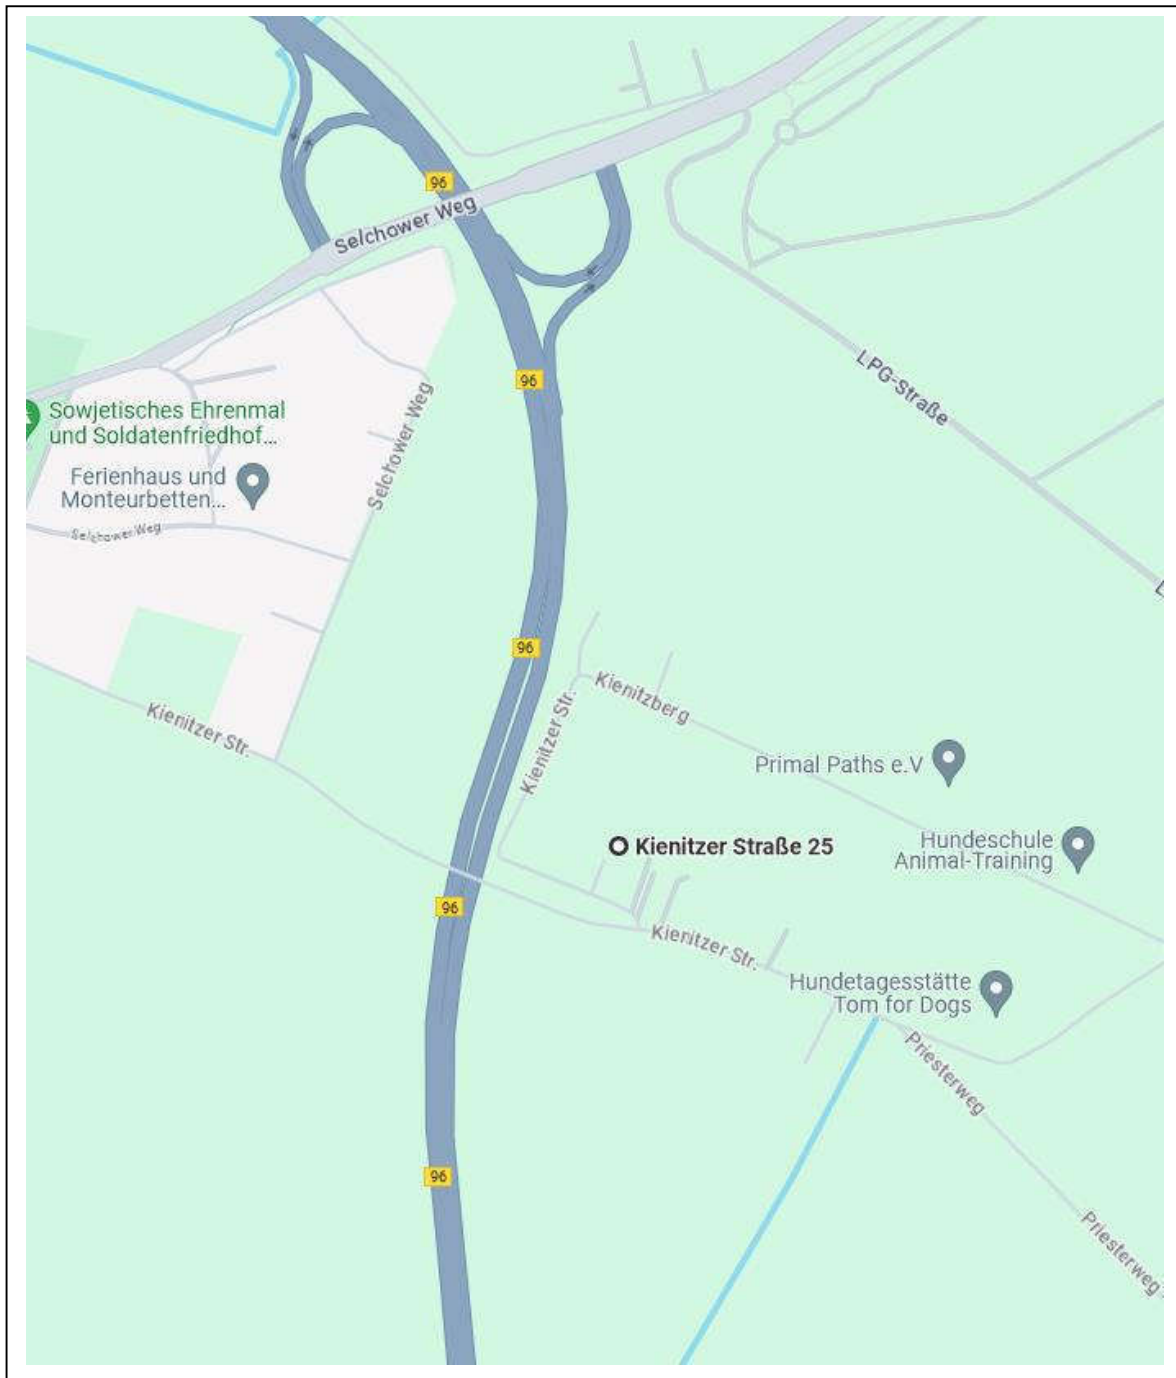 96
Selchower Weg
96
LPG-Straße
Sowjetisches Ehrenmal
und Soldatenfriedhof...
Selchower Weg
Ferienhaus und
Monteurbetten...
Selchower Weg
96
Kienitzberg
Kienitzer Str.
Kienitzer Str.
Primal Paths e.V
Kienitzer Straße 25
Hundeschule
Animal-Training
96
Kienitzer Str.
Hundetagesstätte
Tom for Dogs
Priesterweg
96
Priesterweg